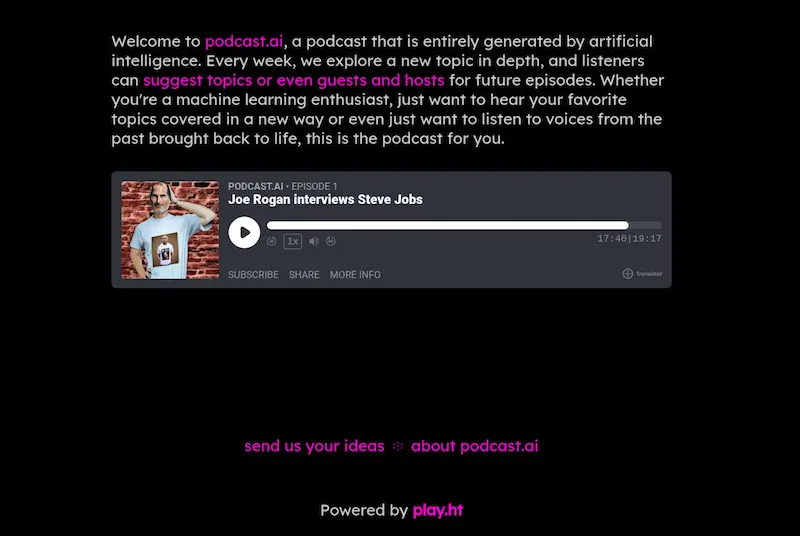 Welcome to podcast.ai, a podcast that is entirely generated by artificial
intelligence. Every week, we explore a new topic in depth, and listeners
can suggest topics or even guests and hosts for future episodes. Whether
you're a machine learning enthusiast, just want to hear your favorite
topics covered in a new way or even just want to listen to voices from the
past brought back to life, this is the podcast for you.
PODCAST.AI • EPISODE 1
Joe Rogan interviews Steve Jobs
1x
17:40|19:17
SUBSCRIBE SHARE MORE INFO
Transistor
send us your ideas ፨ about podcast.ai
Powered by play.ht